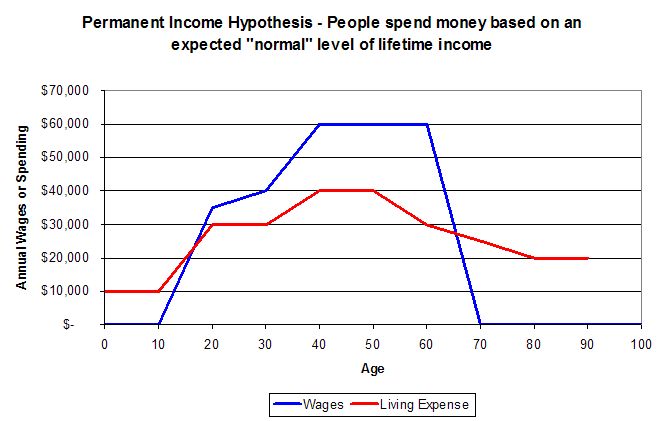 Permanent Income Hypothesis - People spend money based on an
expected "normal" level of lifetime income
$70,000
$60,000
$50,000
$40,000
$30,000
$20,000
$10,000
$-
Annual Wages or Spending
0 10 20 30 40 50 60 70 80 90 100
Age
Wages Living Expense